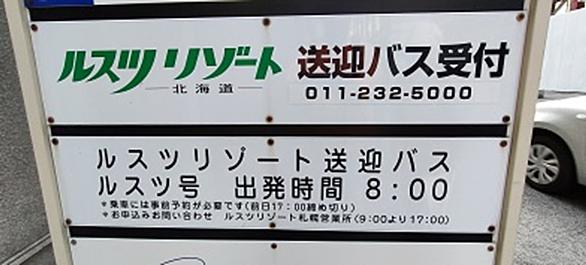 ルスツリゾート 送迎バス受付
北海道
011-232-5000
ルスツリゾート送迎バス
ルスツ号 出発時間 8:00
*乗車には事前予約が必要です(前日17:00締め切り)
*お申込みお問い合わせ ルスツリゾート札幌営業所(9:00より17:00)